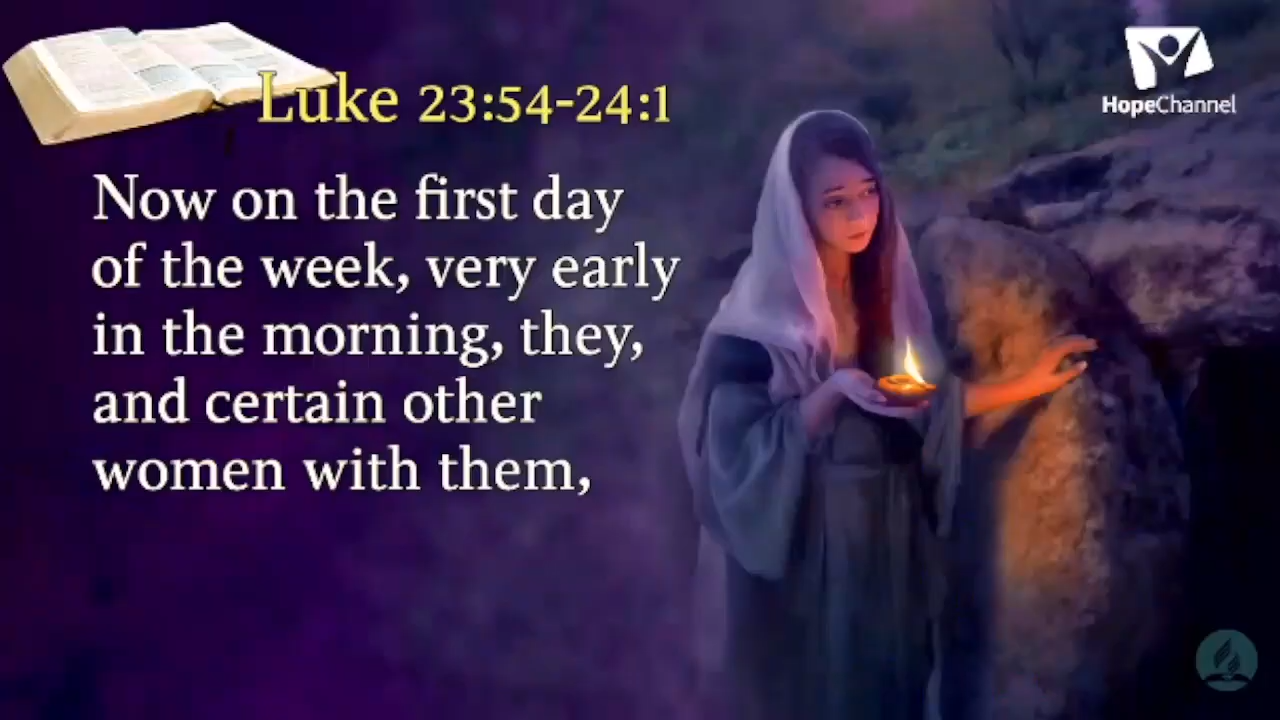 Luke 23:54-24:1
HopeChannel
Now on the first day
of the week, very early
in the morning, they,
and certain other
women with them,